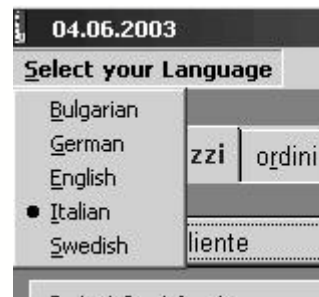 04.06.2003
Select your Language
Bulgarian
German
zzi ordini
English
Italian
Swedish liente